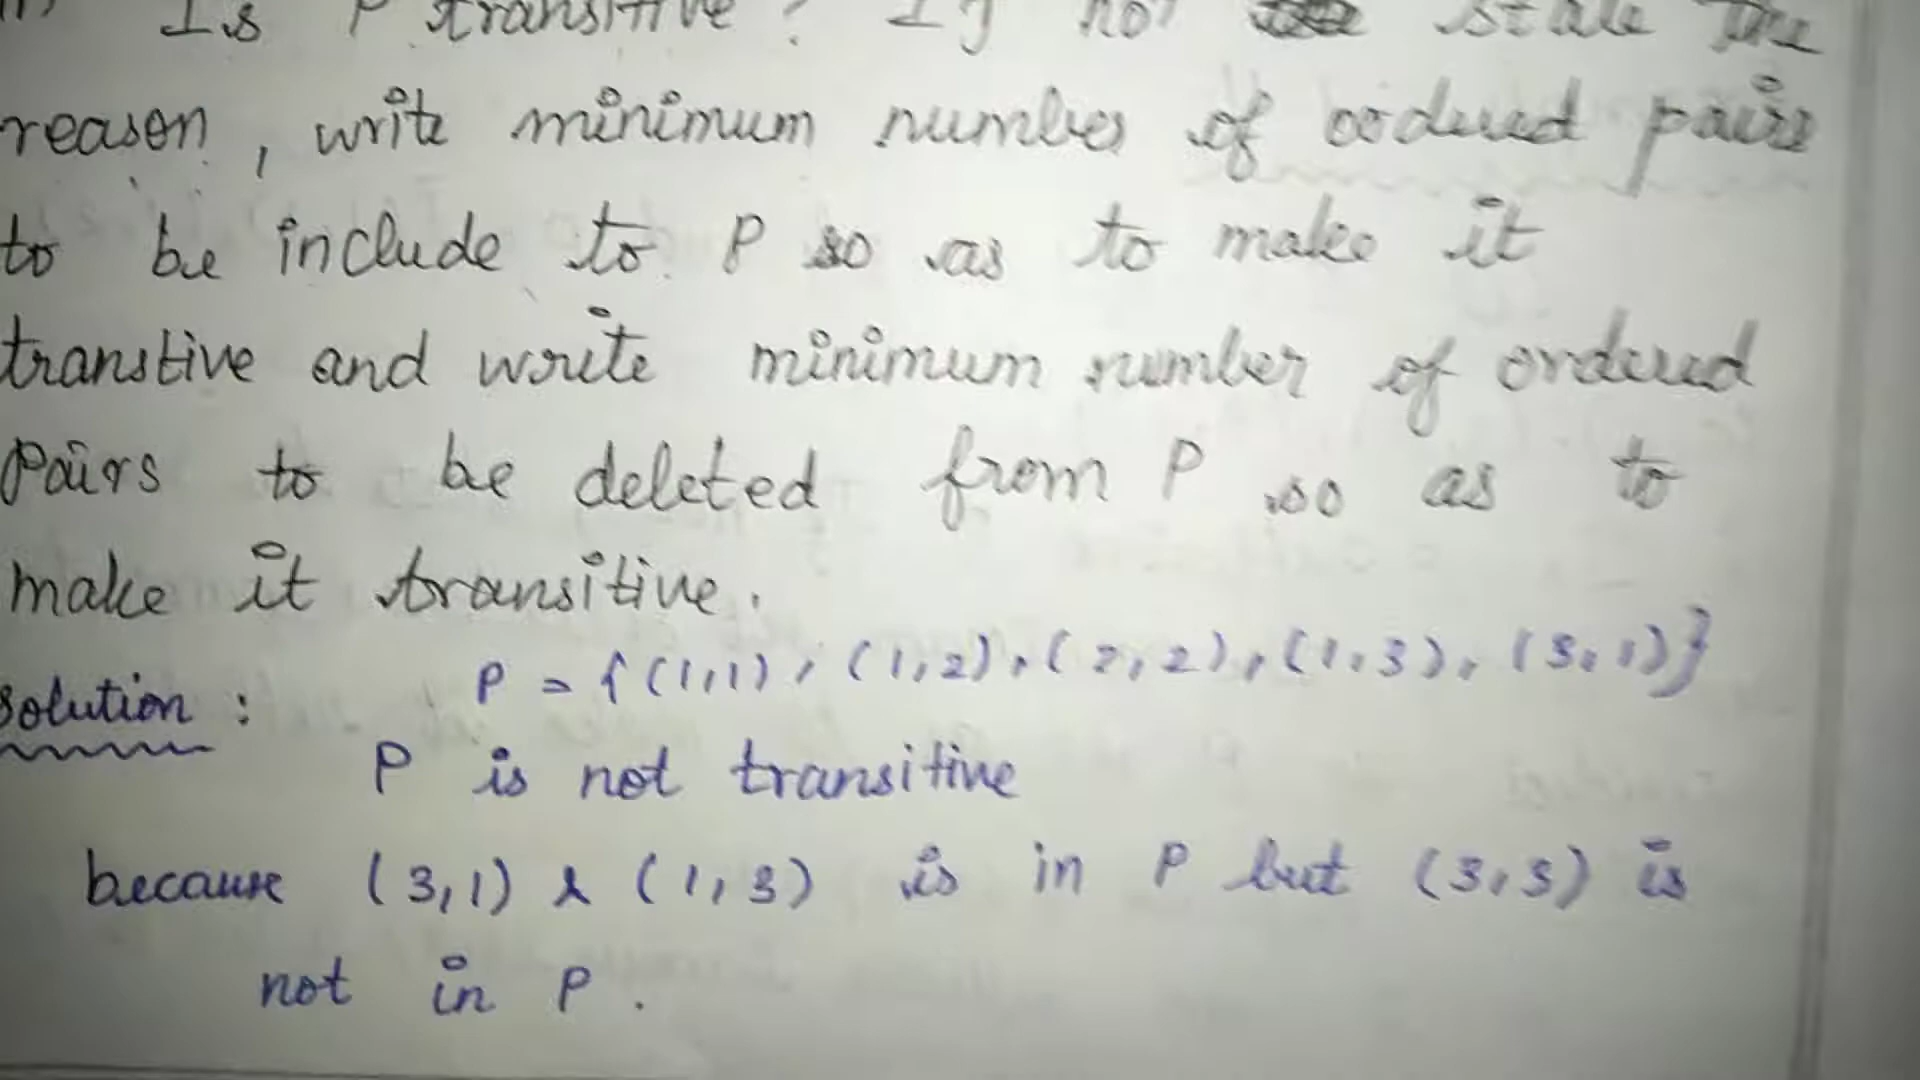 Is P transitive? If not state the
reason, write minimum number of ordered pairs
to be include to P so as to make it
transtive and write minimum number of ordered
pairs to be deleted from P so as to
make it transitive.
solution : P = {(1,1), (1,2), (2,2), (1,3), (3,1)}
P is not transitive
because (3,1) & (1,3) is in P but (3,3) is
not in P.